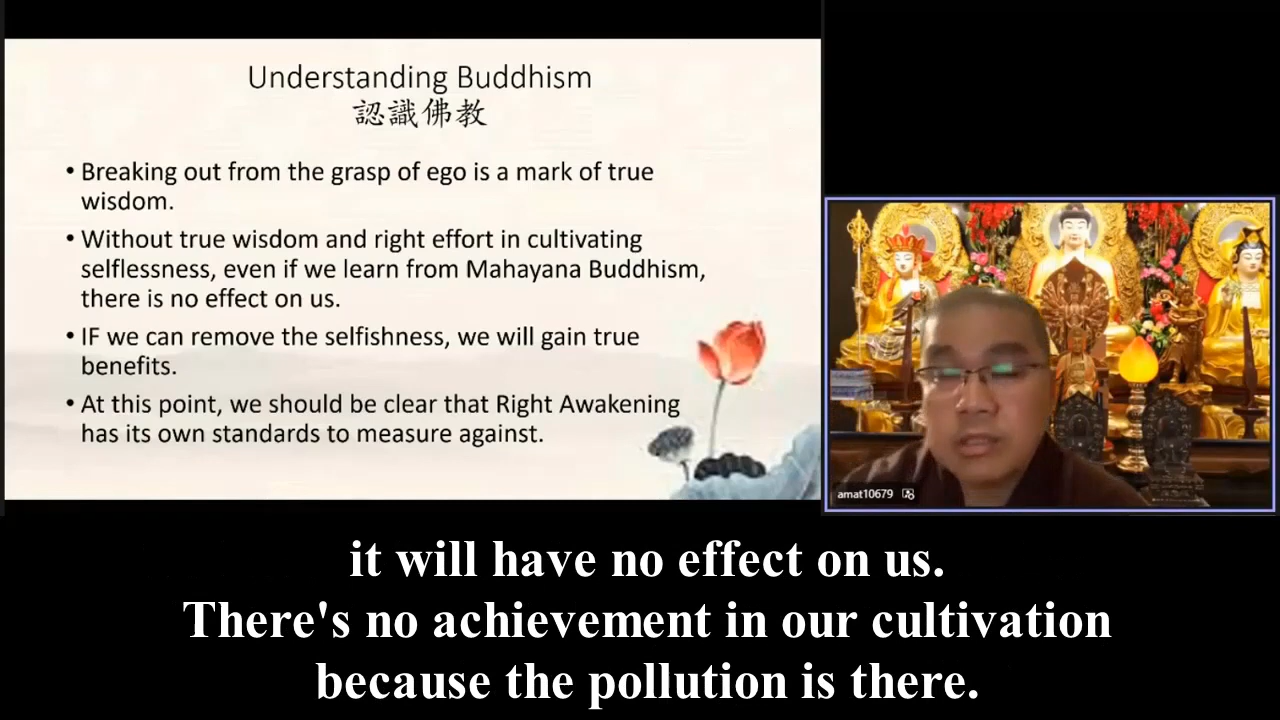 Understanding Buddhism
認識佛教
• Breaking out from the grasp of ego is a mark of true
wisdom.
• Without true wisdom and right effort in cultivating
selflessness, even if we learn from Mahayana Buddhism,
there is no effect on us.
• IF we can remove the selfishness, we will gain true
benefits.
• At this point, we should be clear that Right Awakening
has its own standards to measure against.
amat10679
it will have no effect on us.
There's no achievement in our cultivation
because the pollution is there.